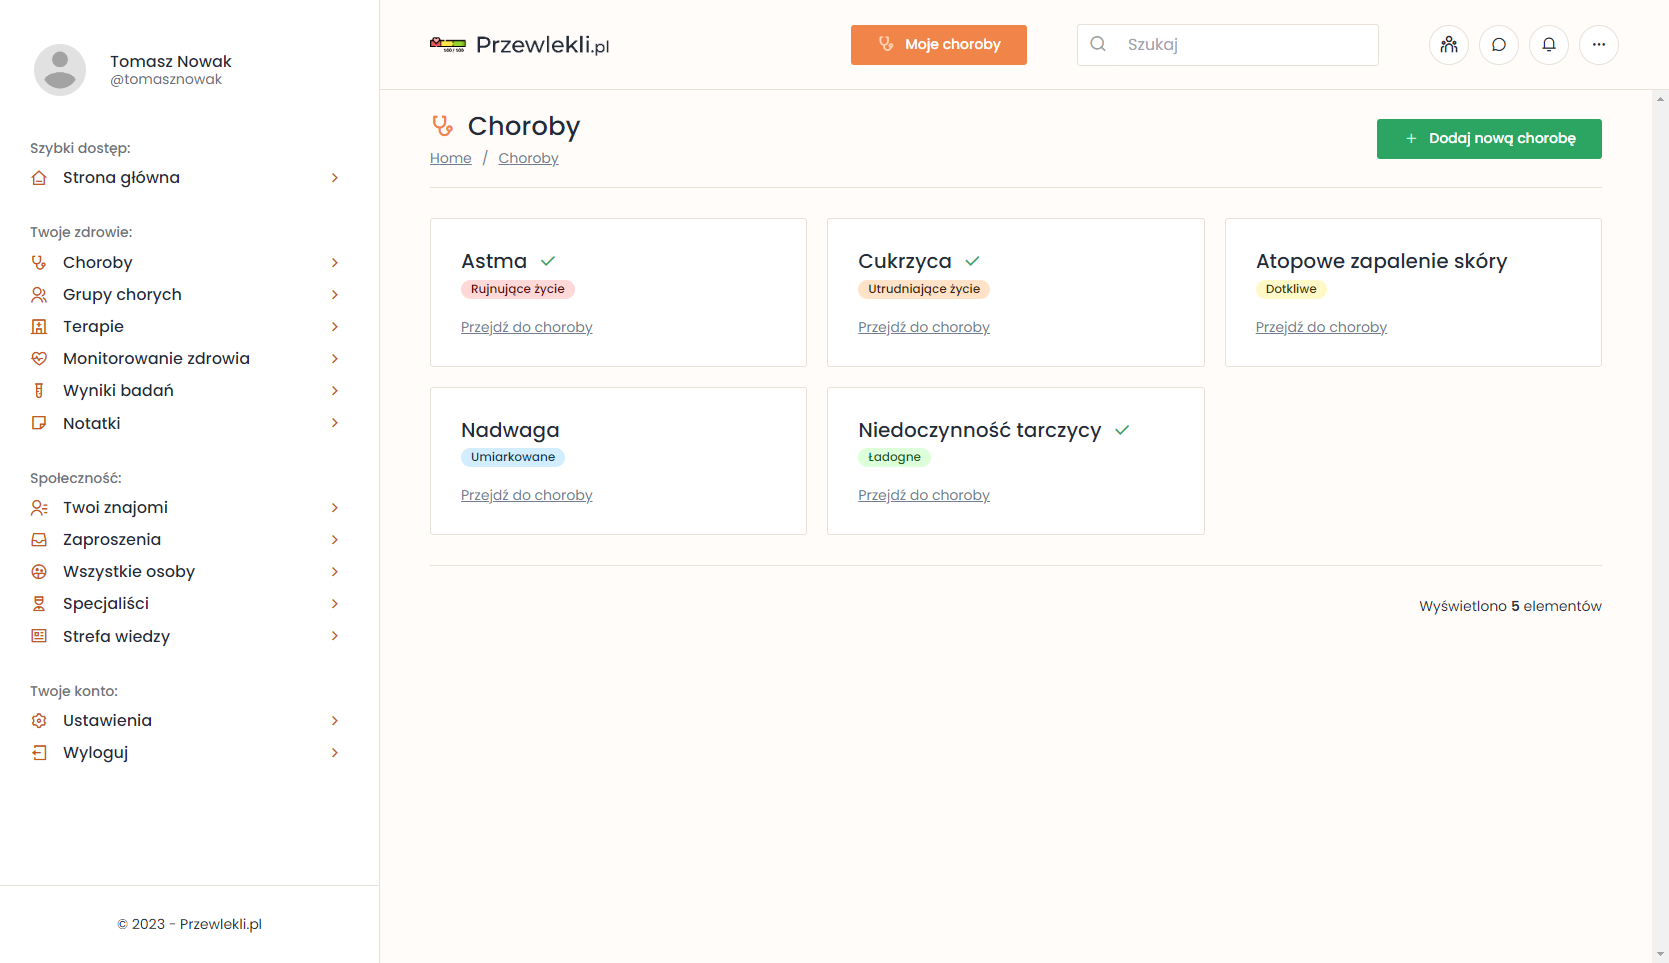 Tomasz Nowak
@tomasznowak
Szybki dostęp:
Strona główna
Twoje zdrowie:
Choroby
Grupy chorych
Terapie
Monitorowanie zdrowia
Wyniki badań
Notatki
Społeczność:
Twoi znajomi
Zaproszenia
Wszystkie osoby
Specjaliści
Strefa wiedzy
Twoje konto:
Ustawienia
Wyloguj
© 2023 - Przewlekli.pl
100 / 100
Przewlekli.pl
Moje choroby
Szukaj
Choroby
Home / Choroby
+ Dodaj nową chorobę
Astma
Rujnujące życie
Przejdź do choroby
Cukrzyca
Utrudniające życie
Przejdź do choroby
Atopowe zapalenie skóry
Dotkliwe
Przejdź do choroby
Nadwaga
Umiarkowane
Przejdź do choroby
Niedoczynność tarczycy
Ładogne
Przejdź do choroby
Wyświetlono 5 elementów